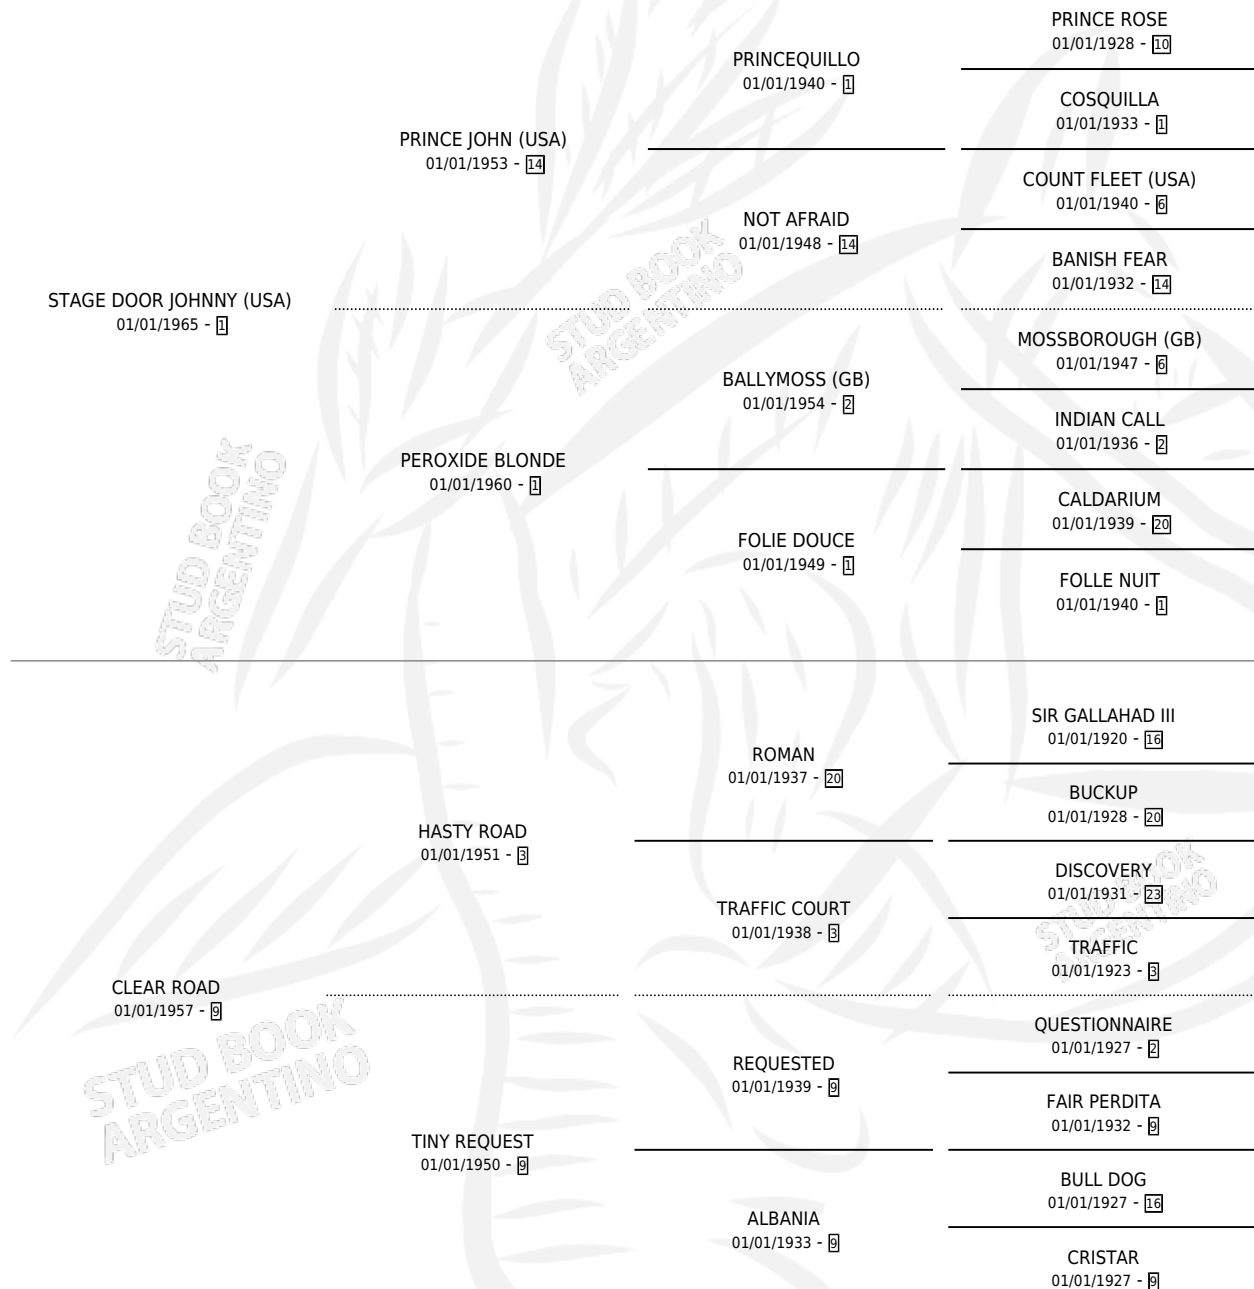 PRINCE ROSE
01/01/1928 - 10
PRINCEQUILLO
01/01/1940 - 1
COSQUILLA
01/01/1933 - 1
PRINCE JOHN (USA)
01/01/1953 - 14
COUNT FLEET (USA)
01/01/1940 - 6
NOT AFRAID
01/01/1948 - 14
BANISH FEAR
01/01/1932 - 14
STAGE DOOR JOHNNY (USA)
01/01/1965 - 1
MOSSBOROUGH (GB)
01/01/1947 - 6
BALLYMOSS (GB)
01/01/1954 - 2
INDIAN CALL
01/01/1936 - 2
PEROXIDE BLONDE
01/01/1960 - 1
CALDARIUM
01/01/1939 - 20
FOLIE DOUCE
01/01/1949 - 1
FOLLE NUIT
01/01/1940 - 1
SIR GALLAHAD III
01/01/1920 - 16
ROMAN
01/01/1937 - 20
BUCKUP
01/01/1928 - 20
HASTY ROAD
01/01/1951 - 3
DISCOVERY
01/01/1931 - 23
TRAFFIC COURT
01/01/1938 - 3
TRAFFIC
01/01/1923 - 3
CLEAR ROAD
01/01/1957 - 9
QUESTIONNAIRE
01/01/1927 - 2
REQUESTED
01/01/1939 - 9
FAIR PERDITA
01/01/1932 - 9
TINY REQUEST
01/01/1950 - 9
BULL DOG
01/01/1927 - 16
ALBANIA
01/01/1933 - 9
CRISTAR
01/01/1927 - 9
STUD BOOK
ARGENTINO
STUD BOOK
ARGENTINO
STUD BOOK
ARGENTINO
STUD BOOK
ARGENTINO